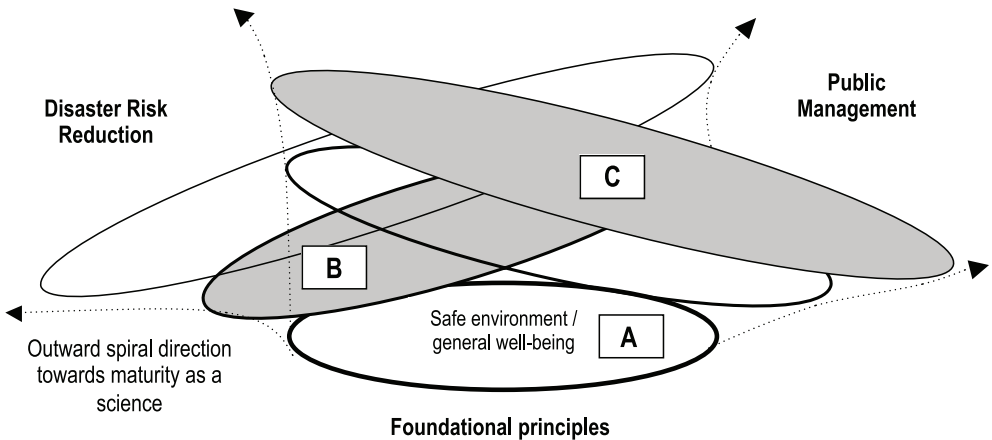 Disaster Risk
Reduction
Public
Management
C
B
Safe environment /
general well-being
A
Outward spiral direction
towards maturity as a
science
Foundational principles